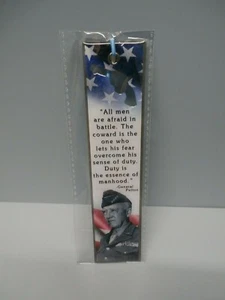 "All men
are afraid in
battle. The
coward is the
one who
lets his fear
overcome his
sense of duty.
Duty is
the essence of
manhood."
General
Patton